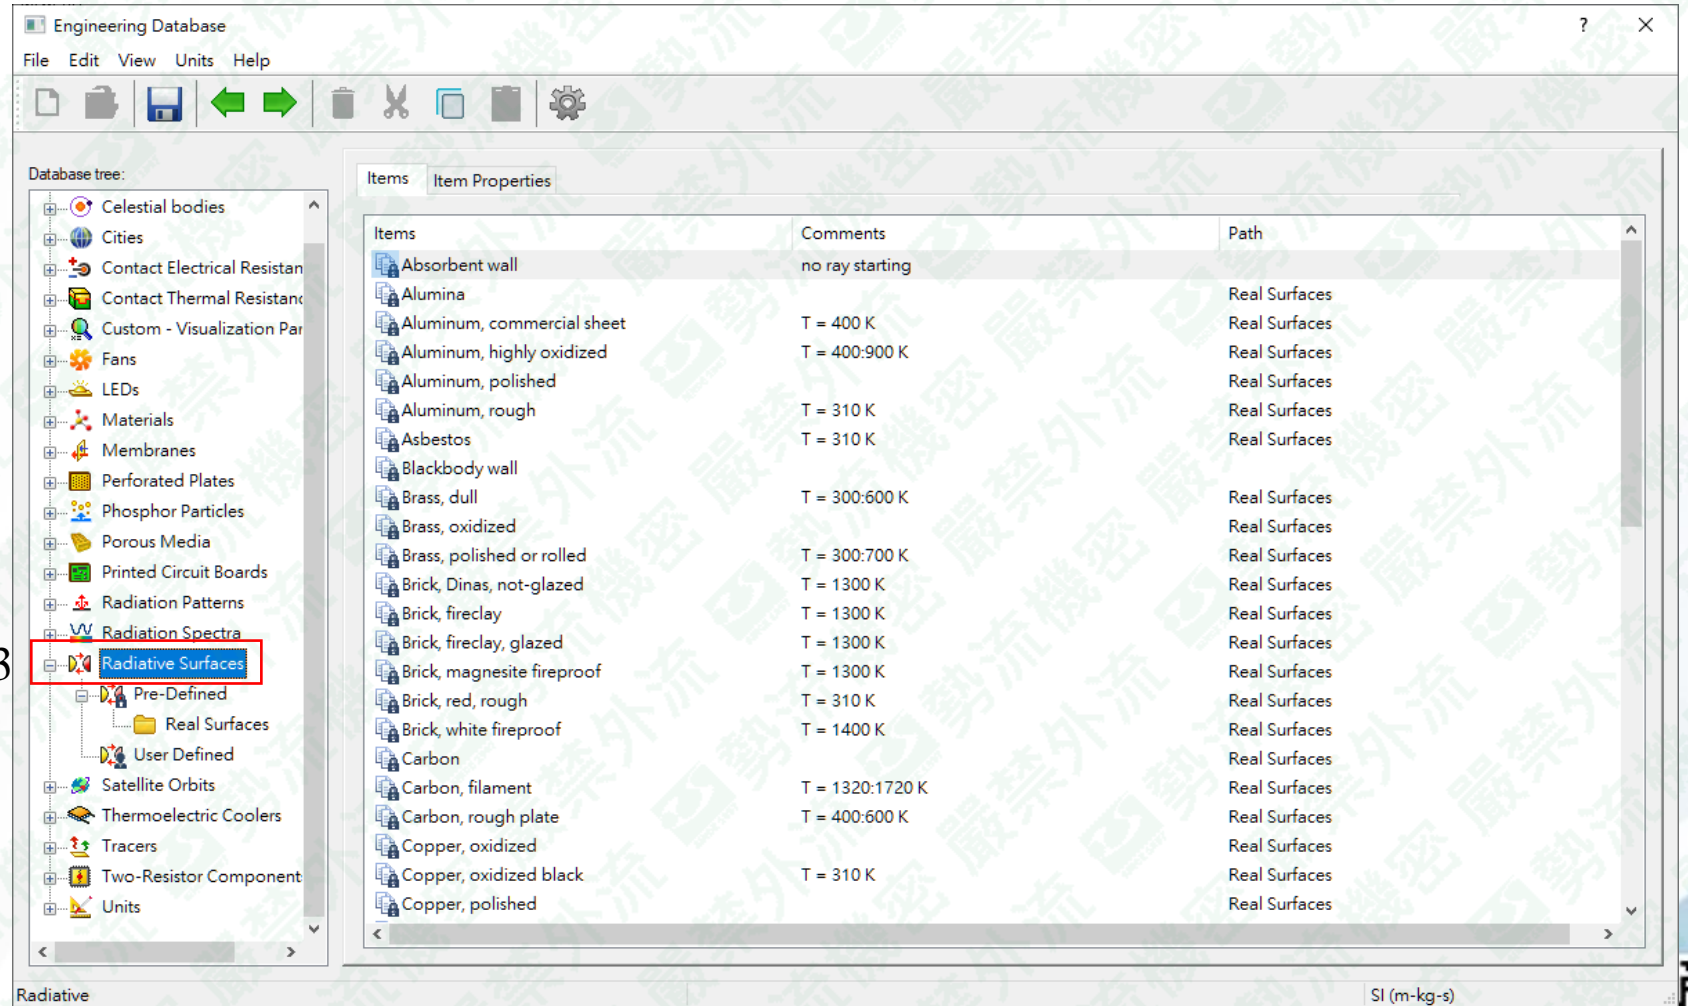 Engineering Database
?
File Edit View Units Help
Database tree:
Celestial bodies
Cities
Contact Electrical Resistan
Contact Thermal Resistanc
Custom - Visualization Par
Fans
LEDs
Materials
Membranes
Perforated Plates
Phosphor Particles
Porous Media
Printed Circuit Boards
Radiation Patterns
Radiation Spectra
3
Radiative Surfaces
Pre-Defined
Real Surfaces
User Defined
Satellite Orbits
Thermoelectric Coolers
Tracers
Two-Resistor Component
Units
Items Item Properties
Items Comments Path
Absorbent wall no ray starting
Alumina Real Surfaces
Aluminum, commercial sheet T = 400 K Real Surfaces
Aluminum, highly oxidized T = 400:900 K Real Surfaces
Aluminum, polished Real Surfaces
Aluminum, rough T = 310 K Real Surfaces
Asbestos T = 310 K Real Surfaces
Blackbody wall
Brass, dull T = 300:600 K Real Surfaces
Brass, oxidized Real Surfaces
Brass, polished or rolled T = 300:700 K Real Surfaces
Brick, Dinas, not-glazed T = 1300 K Real Surfaces
Brick, fireclay T = 1300 K Real Surfaces
Brick, fireclay, glazed T = 1300 K Real Surfaces
Brick, magnesite fireproof T = 1300 K Real Surfaces
Brick, red, rough T = 310 K Real Surfaces
Brick, white fireproof T = 1400 K Real Surfaces
Carbon Real Surfaces
Carbon, filament T = 1320:1720 K Real Surfaces
Carbon, rough plate T = 400:600 K Real Surfaces
Copper, oxidized Real Surfaces
Copper, oxidized black T = 310 K Real Surfaces
Copper, polished Real Surfaces
Radiative SI (m-kg-s)
勢流機密 嚴禁外流